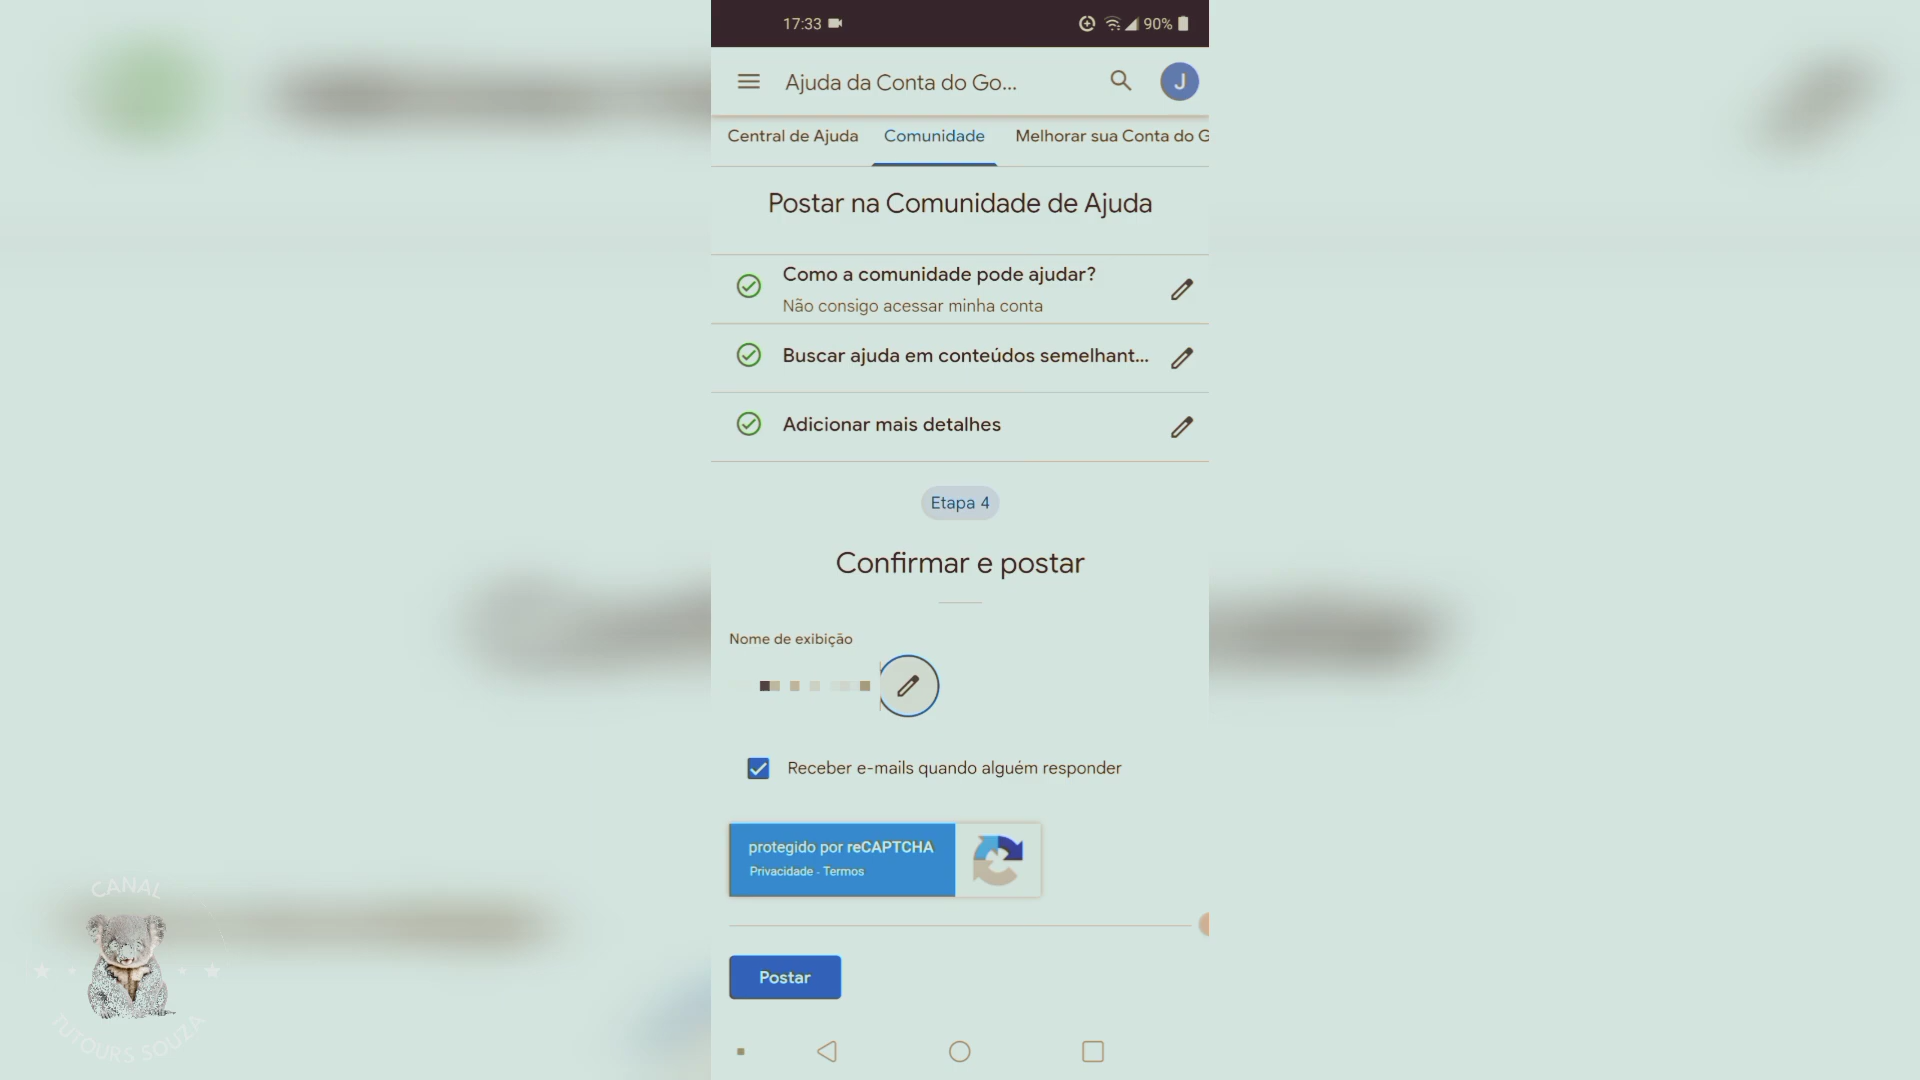 17:33
90%
Ajuda da Conta do Go...
J
Central de Ajuda
Comunidade
Melhorar sua Conta do G
Postar na Comunidade de Ajuda
Como a comunidade pode ajudar?
Não consigo acessar minha conta
Buscar ajuda em conteúdos semelhant...
Adicionar mais detalhes
Etapa 4
Confirmar e postar
Nome de exibição
Receber e-mails quando alguém responder
protegido por reCAPTCHA
Privacidade - Termos
Postar
CANAL
TUTOURS SOUZA